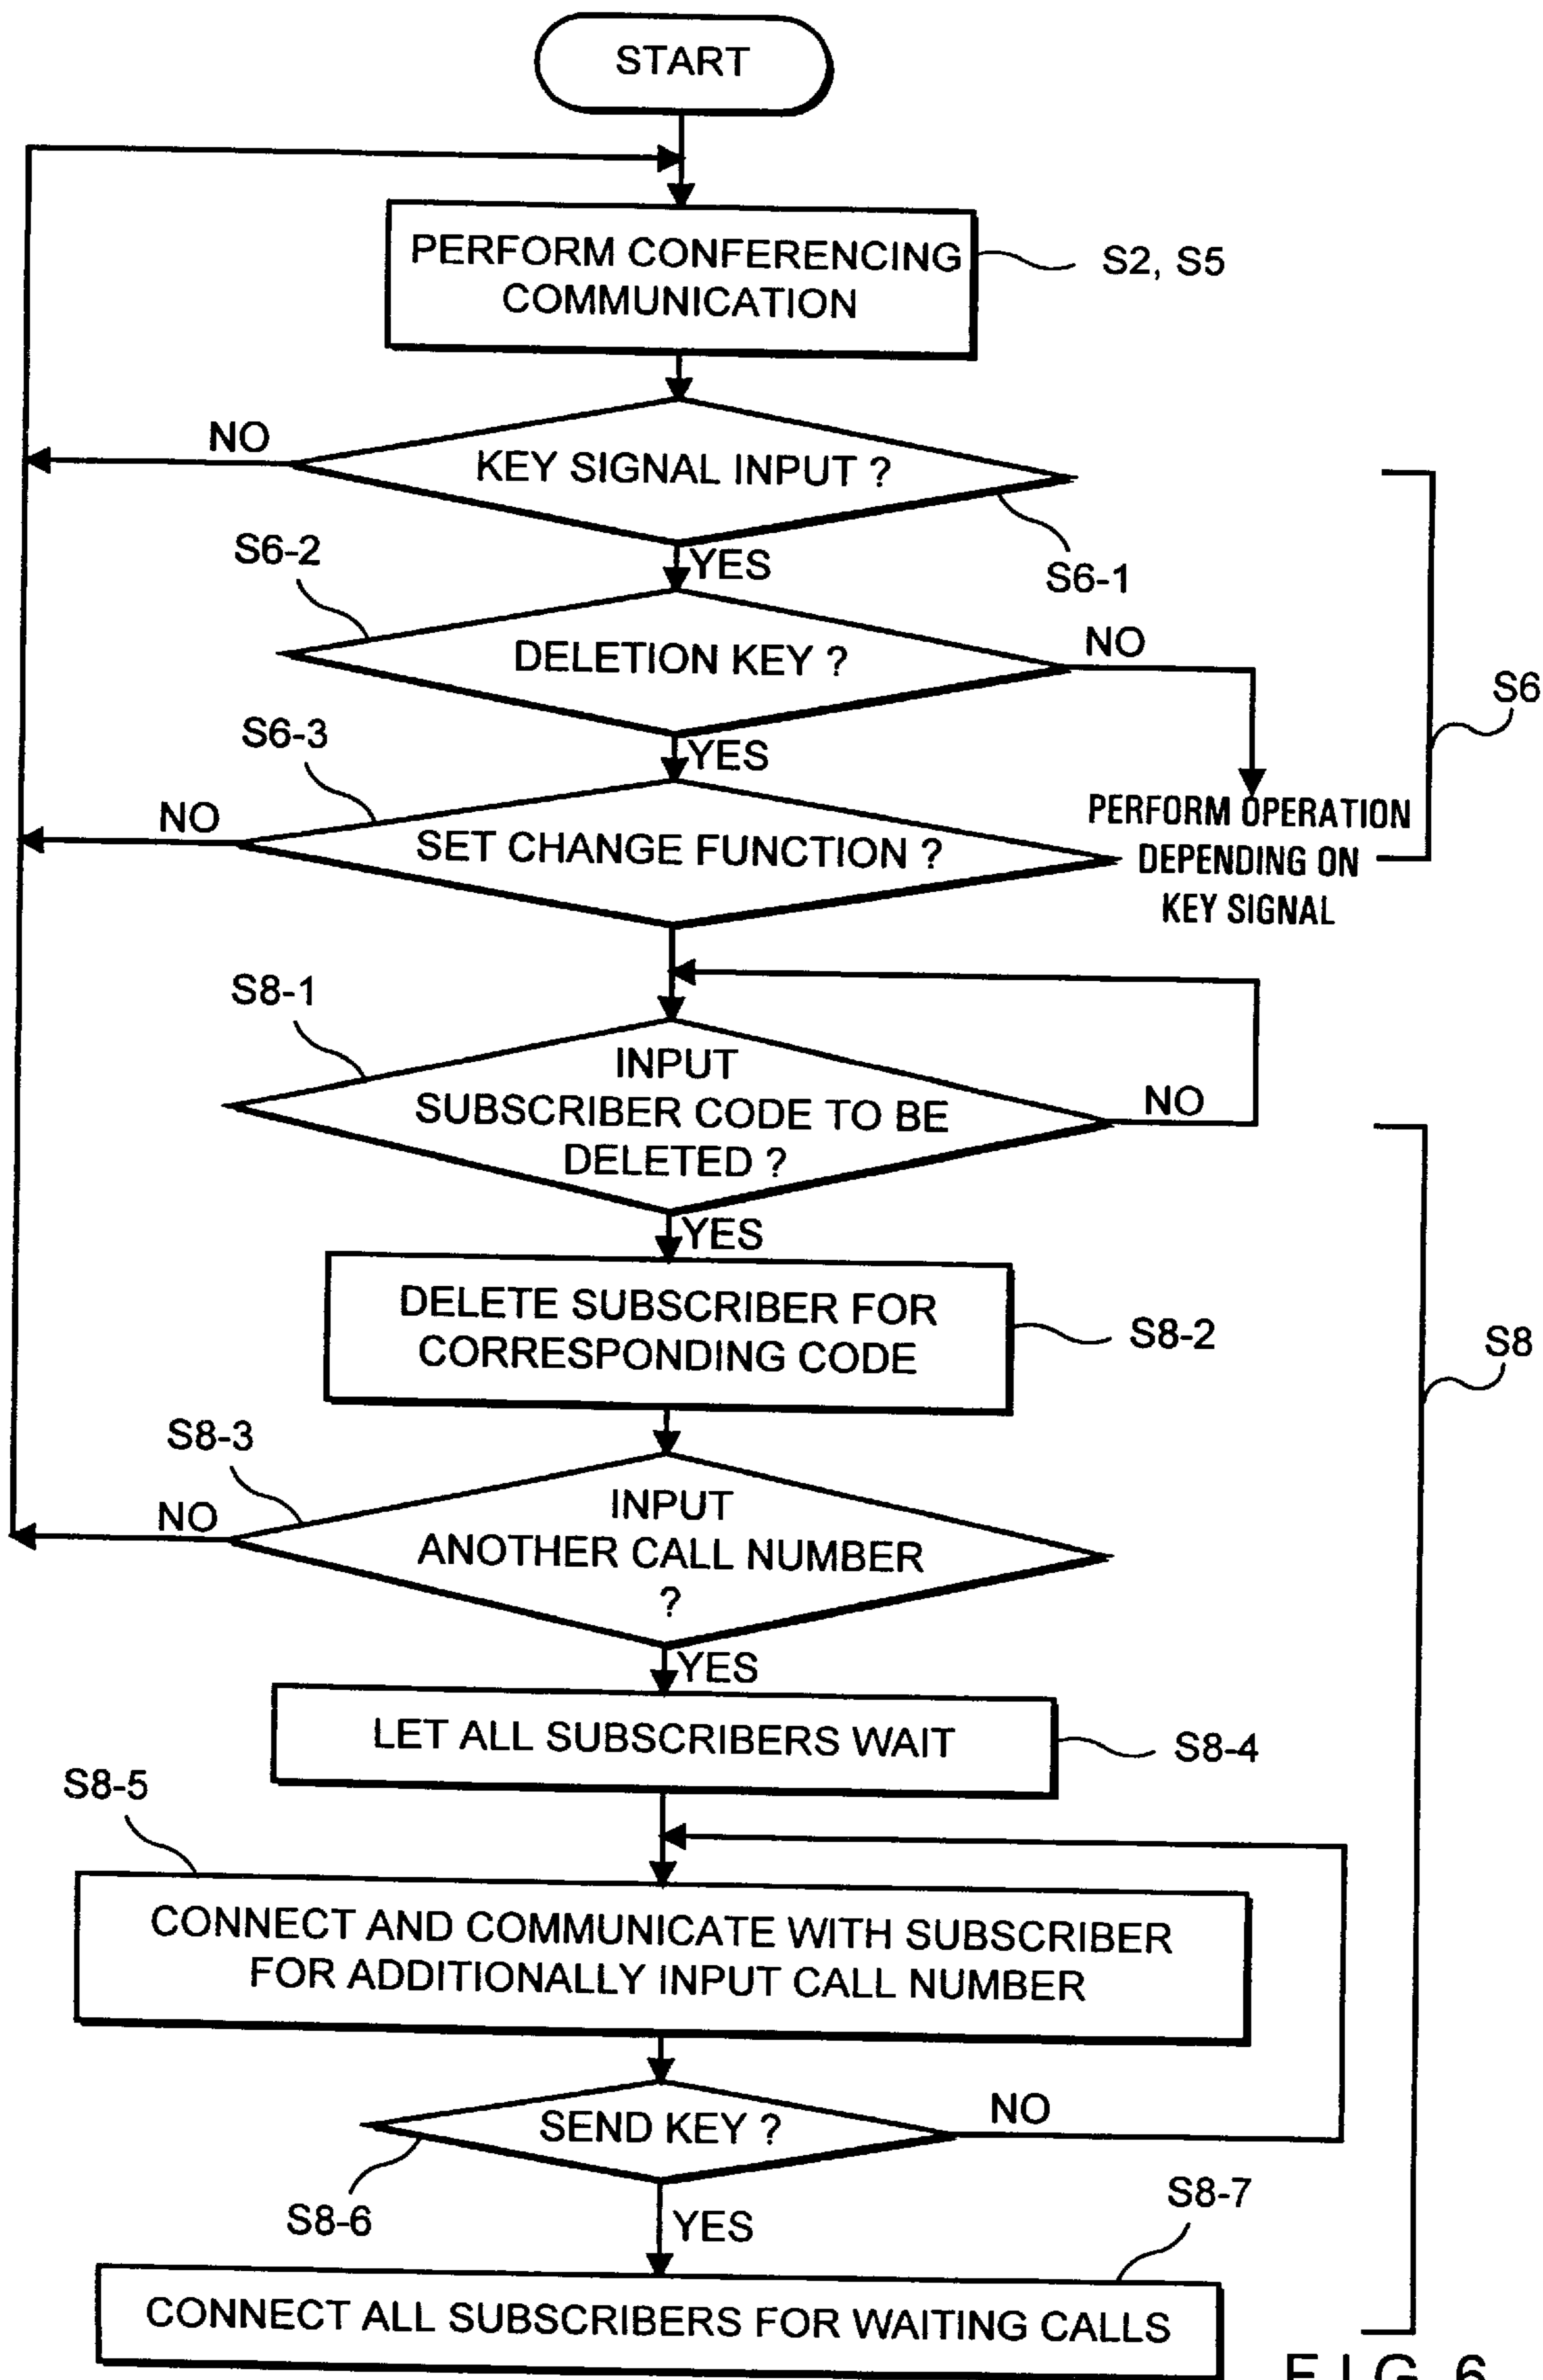 START
PERFORM CONFERENCING
COMMUNICATION
S2, S5
NO
KEY SIGNAL INPUT ?
S6-1
YES
S6-2
DELETION KEY ?
NO
S6
YES
S6-3
NO
SET CHANGE FUNCTION ?
PERFORM OPERATION
DEPENDING ON
KEY SIGNAL
S8-1
INPUT
SUBSCRIBER CODE TO BE
DELETED ?
NO
YES
DELETE SUBSCRIBER FOR
CORRESPONDING CODE
S8-2
S8
S8-3
NO
INPUT
ANOTHER CALL NUMBER
?
YES
LET ALL SUBSCRIBERS WAIT
S8-4
S8-5
CONNECT AND COMMUNICATE WITH SUBSCRIBER
FOR ADDITIONALLY INPUT CALL NUMBER
SEND KEY ?
NO
S8-6
YES
S8-7
CONNECT ALL SUBSCRIBERS FOR WAITING CALLS
FIG. 6